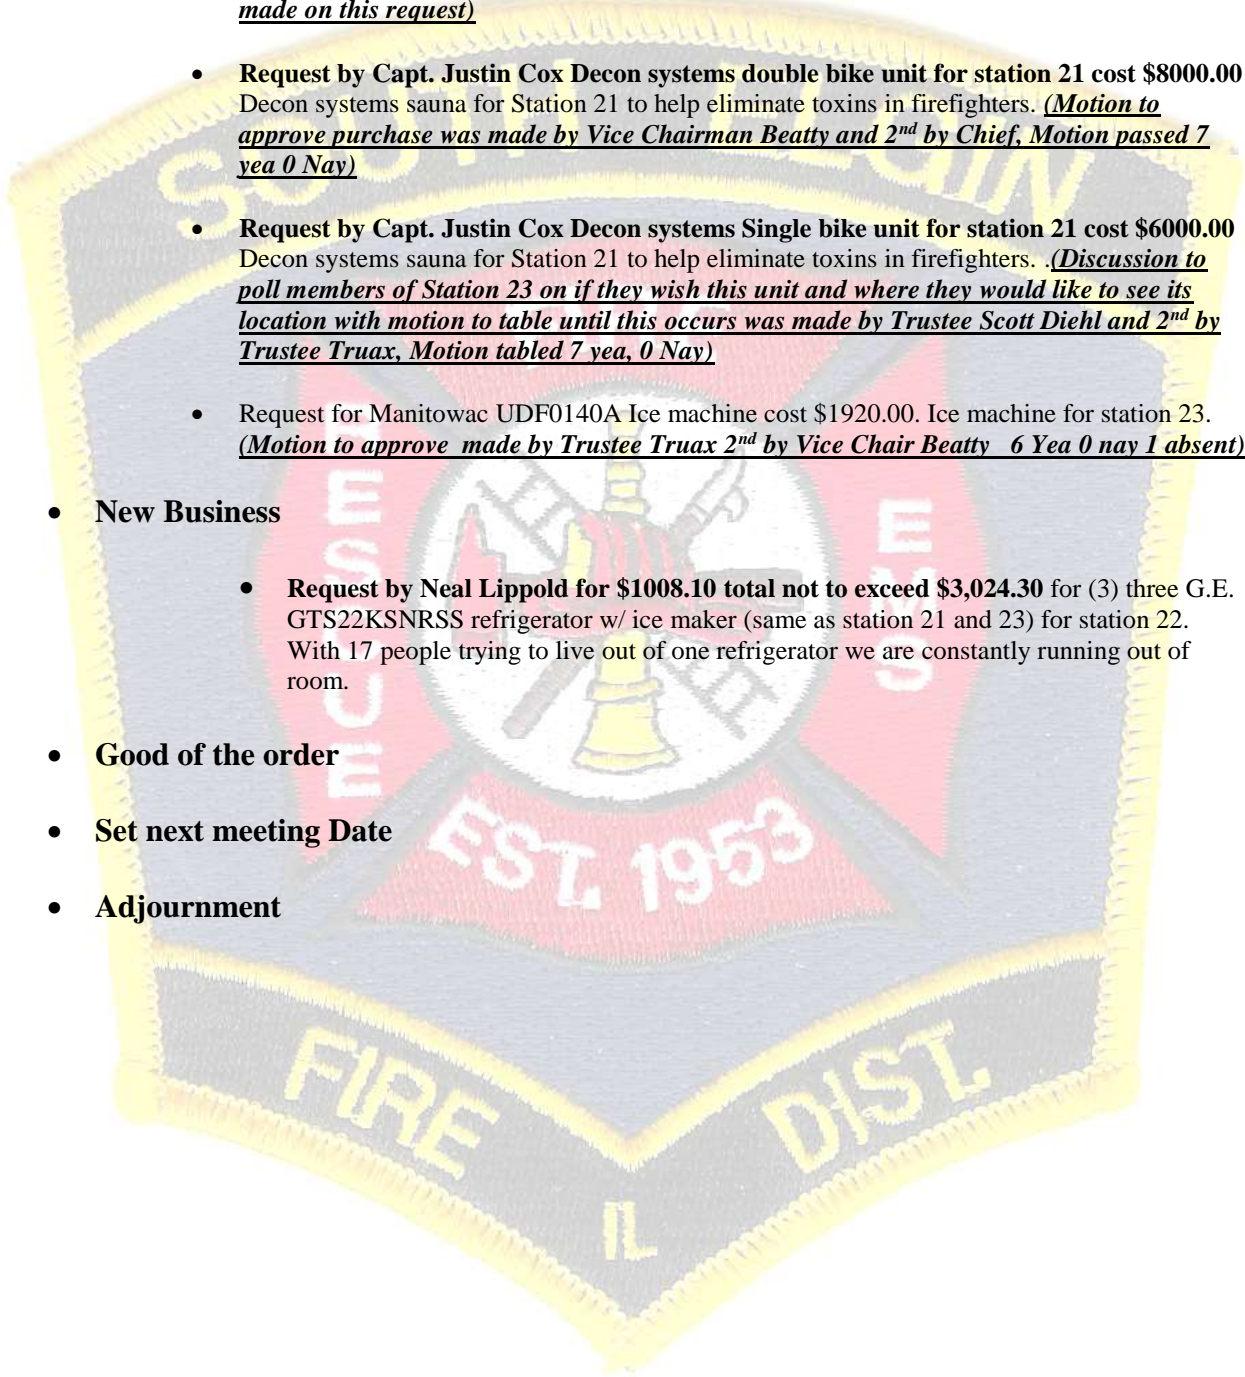 made on this request)
• Request by Capt. Justin Cox Decon systems double bike unit for station 21 cost $8000.00
Decon systems sauna for Station 21 to help eliminate toxins in firefighters. (Motion to
approve purchase was made by Vice Chairman Beatty and 2nd by Chief, Motion passed 7
yea 0 Nay)
• Request by Capt. Justin Cox Decon systems Single bike unit for station 21 cost $6000.00
Decon systems sauna for Station 21 to help eliminate toxins in firefighters. .(Discussion to
poll members of Station 23 on if they wish this unit and where they would like to see its
location with motion to table until this occurs was made by Trustee Scott Diehl and 2nd by
Trustee Truax, Motion tabled 7 yea, 0 Nay)
• Request for Manitowac UDF0140A Ice machine cost $1920.00. Ice machine for station 23.
(Motion to approve  made by Trustee Truax 2nd by Vice Chair Beatty   6 Yea 0 nay 1 absent)
• New Business
• Request by Neal Lippold for $1008.10 total not to exceed $3,024.30 for (3) three G.E.
GTS22KSNRSS refrigerator w/ ice maker (same as station 21 and 23) for station 22.
With 17 people trying to live out of one refrigerator we are constantly running out of
room.
• Good of the order
• Set next meeting Date
• Adjournment
SOUTH ELGIN
FIRE
RESCUE
EMS
EST. 1953
FIRE DIST.
IL